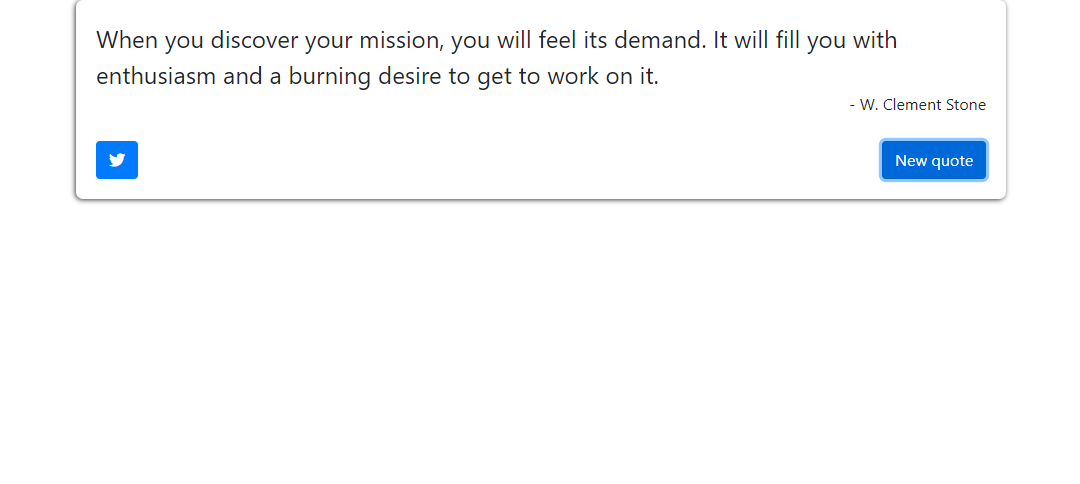 When you discover your mission, you will feel its demand. It will fill you with
enthusiasm and a burning desire to get to work on it.
- W. Clement Stone
New quote